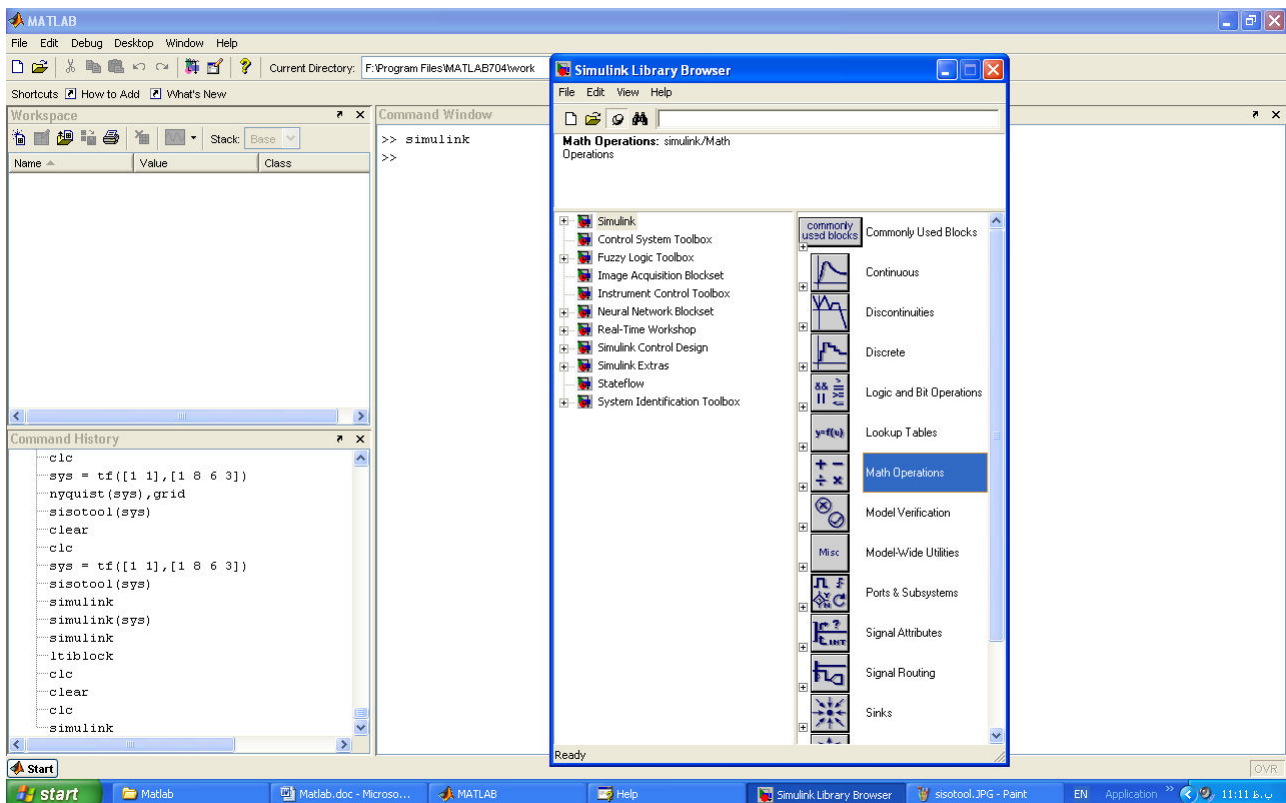 MATLAB
File Edit Debug Desktop Window Help
Current Directory: F:\Program Files\MATLAB704\work
Shortcuts How to Add What's New
Workspace
Stack: Base
Name Value Class
Command History
clc
sys = tf([1 1],[1 8 6 3])
nyquist(sys),grid
sisotool(sys)
clear
clc
sys = tf([1 1],[1 8 6 3])
sisotool(sys)
simulink
simulink(sys)
simulink
ltiblock
clc
clear
clc
simulink
Command Window
>> simulink
>>
Simulink Library Browser
File Edit View Help
Math Operations: simulink/Math
Operations
Simulink
Control System Toolbox
Fuzzy Logic Toolbox
Image Acquisition Blockset
Instrument Control Toolbox
Neural Network Blockset
Real-Time Workshop
Simulink Control Design
Simulink Extras
Stateflow
System Identification Toolbox
commonly
used blocks
Commonly Used Blocks
Continuous
Discontinuities
Discrete
Logic and Bit Operations
y=f(u)
Lookup Tables
Math Operations
Model Verification
Misc
Model-Wide Utilities
Ports & Subsystems
Signal Attributes
Signal Routing
Sinks
Ready
Start
OVR
start Matlab Matlab.doc - Microso... MATLAB Help Simulink Library Browser sisotool.JPG - Paint EN Application 11:11 ب.ظ